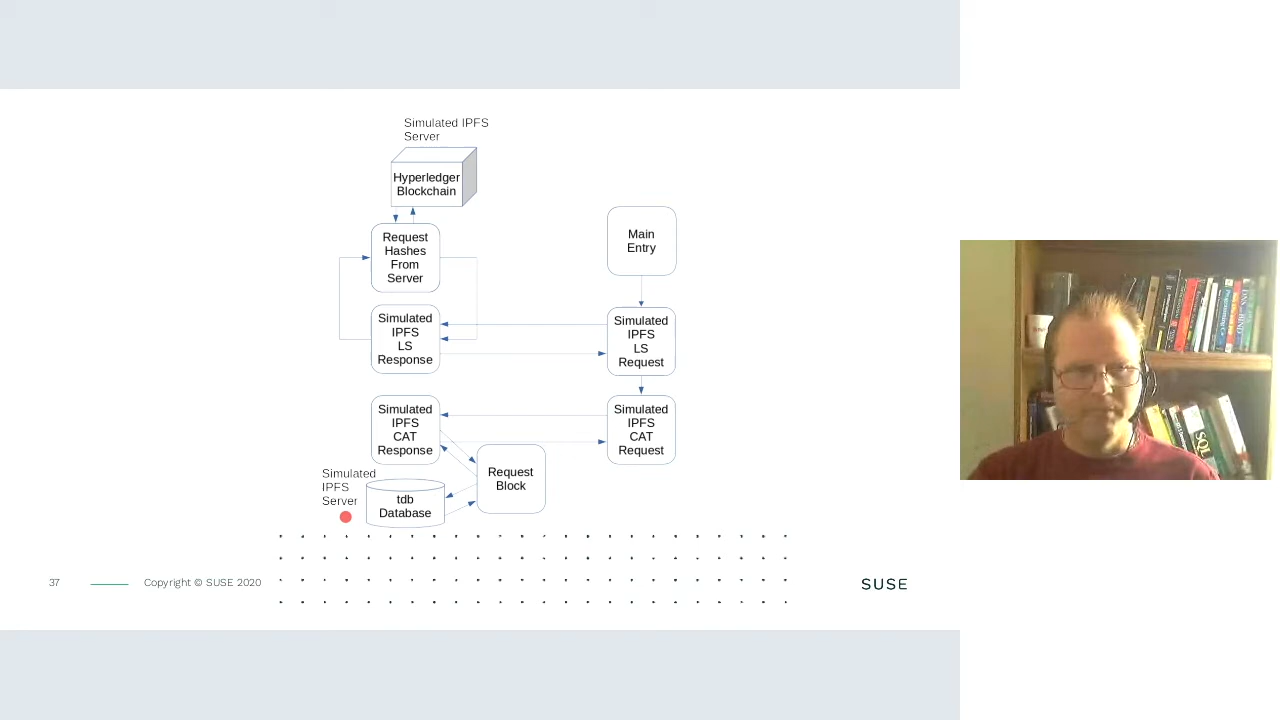 Simulated IPFS
Server
Hyperledger
Blockchain
Request
Hashes
From
Server
Main
Entry
Simulated
IPFS
LS
Response
Simulated
IPFS
LS
Request
Simulated
IPFS
CAT
Response
Simulated
IPFS
CAT
Request
Request
Block
Simulated
IPFS
Server
tdb
Database
37
Copyright © SUSE 2020
SUSE
SQL